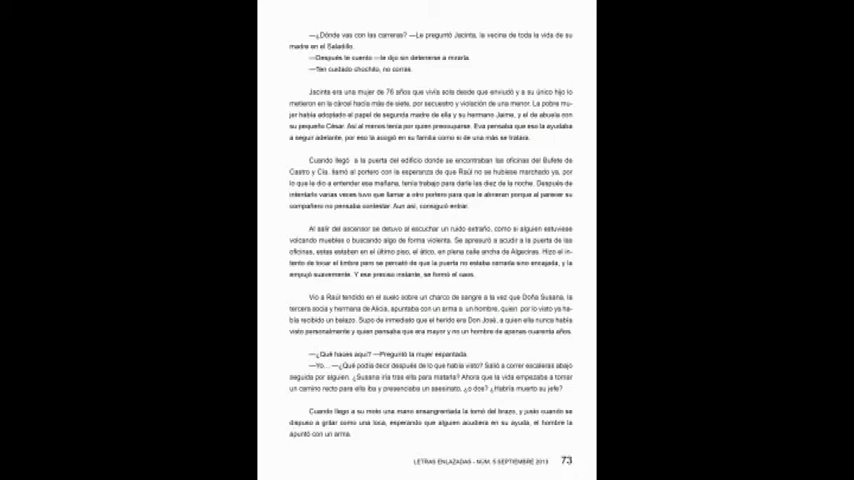 —¿Dónde vas con las carreras? —Le preguntó Jacinta, la vecina de toda la vida de su
madre en el Saladillo.
—Después te cuento —le dijo sin detenerse a mirarla.
—Ten cuidado chochito, no corras.
Jacinta era una mujer de 76 años que vivía sola desde que enviudó y a su único hijo lo
metieron en la cárcel hacía más de siete, por secuestro y violación de una menor. La pobre mu-
jer había adoptado el papel de segunda madre de ella y su hermano Jaime, y el de abuela con
su pequeño César. Así al menos tenía por quien preocuparse. Eva pensaba que eso la ayudaba
a seguir adelante, por eso la acogió en su familia como si de una más se tratara.
Cuando llegó a la puerta del edificio donde se encontraban las oficinas del Bufete de
Castro y Cía. llamó al portero con la esperanza de que Raúl no se hubiese marchado ya, por
lo que le dio a entender esa mañana, tenía trabajo para darle las diez de la noche. Después de
intentarlo varias veces tuvo que llamar a otro portero para que le abrieran porque al parecer su
compañero no pensaba contestar. Aun así, consiguió entrar.
Al salir del ascensor se detuvo al escuchar un ruido extraño, como si alguien estuviese
volcando muebles o buscando algo de forma violenta. Se apresuró a acudir a la puerta de las
oficinas, estas estaban en el último piso, el ático, en plena calle ancha de Algeciras. Hizo el in-
tento de tocar el timbre pero se percató de que la puerta no estaba cerrada sino encajada, y la
empujó suavemente. Y ese preciso instante, se formó el caos.
Vio a Raúl tendido en el suelo sobre un charco de sangre a la vez que Doña Susana, la
tercera socia y hermana de Alicia, apuntaba con un arma a un hombre, quien por lo visto ya ha-
bía recibido un balazo. Supo de inmediato que el herido era Don José, a quien ella nunca había
visto personalmente y quien pensaba que era mayor y no un hombre de apenas cuarenta años.
—¿Qué haces aquí? —Preguntó la mujer espantada.
—Yo... —¿Qué podía decir después de lo que había visto? Salió a correr escaleras abajo
seguida por alguien. ¿Susana iría tras ella para matarla? Ahora que la vida empezaba a tomar
un camino recto para ella iba y presenciaba un asesinato, ¿o dos? ¿Habría muerto su jefe?
Cuando llego a su moto una mano ensangrentada la tomó del brazo, y justo cuando se
dispuso a gritar como una loca, esperando que alguien acudiera en su ayuda, el hombre la
apuntó con un arma.
LETRAS ENLAZADAS - NÚM. 5 SEPTIEMBRE 2013 73